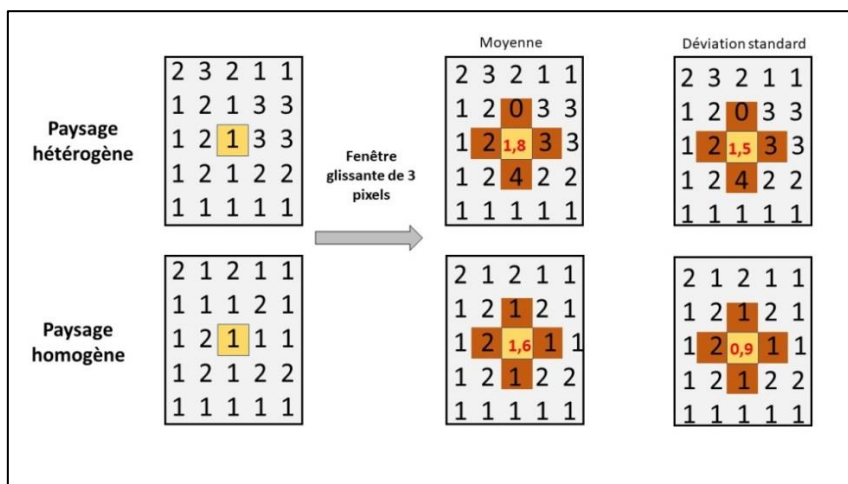 Moyenne
Déviation standard
Paysage
hétérogène
2 3 2 1 1
1 2 1 3 3
1 2 1 3 3
1 2 1 2 2
1 1 1 1 1
Fenêtre
glissante de 3
pixels
2 3 2 1 1
1 2 0 3 3
1 2 1,8 3 3
1 2 4 2 2
1 1 1 1 1
2 3 2 1 1
1 2 0 3 3
1 2 1,5 3 3
1 2 4 2 2
1 1 1 1 1
Paysage
homogène
2 1 2 1 1
1 1 1 2 1
1 2 1 1 1
1 2 1 2 2
1 1 1 1 1
2 1 2 1 1
1 2 1 2 1
1 2 1,6 1 1
1 2 1 2 2
1 1 1 1 1
2 1 2 1 1
1 2 1 2 1
1 2 0,9 1 1
1 2 1 2 2
1 1 1 1 1